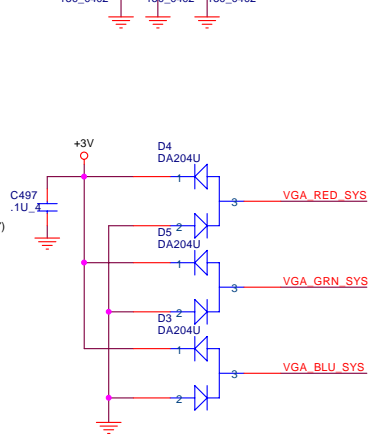 +3V
D4
DA204U
1
C497
.1U_4
3
VGA_RED_SYS
2
D5
DA204U
1
3
VGA_GRN_SYS
2
D3
DA204U
1
3
VGA_BLU_SYS
2